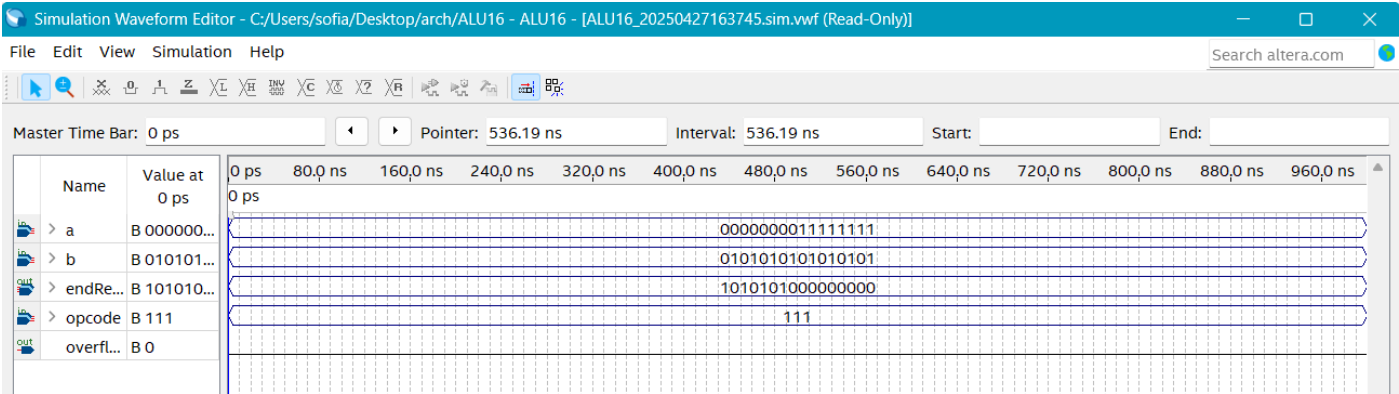 Simulation Waveform Editor - C:/Users/sofia/Desktop/arch/ALU16 - ALU16 - [ALU16_20250427163745.sim.vwf (Read-Only)]
File Edit View Simulation Help
Search altera.com
Master Time Bar: 0 ps Pointer: 536.19 ns Interval: 536.19 ns Start: End:
Name Value at 0 ps
0 ps 80.0 ns 160.0 ns 240.0 ns 320.0 ns 400.0 ns 480.0 ns 560.0 ns 640.0 ns 720.0 ns 800.0 ns 880.0 ns 960.0 ns
0 ps
a B 000000... 0000000011111111
b B 010101... 0101010101010101
endRe... B 101010... 1010101000000000
opcode B 111 111
overfl... B 0